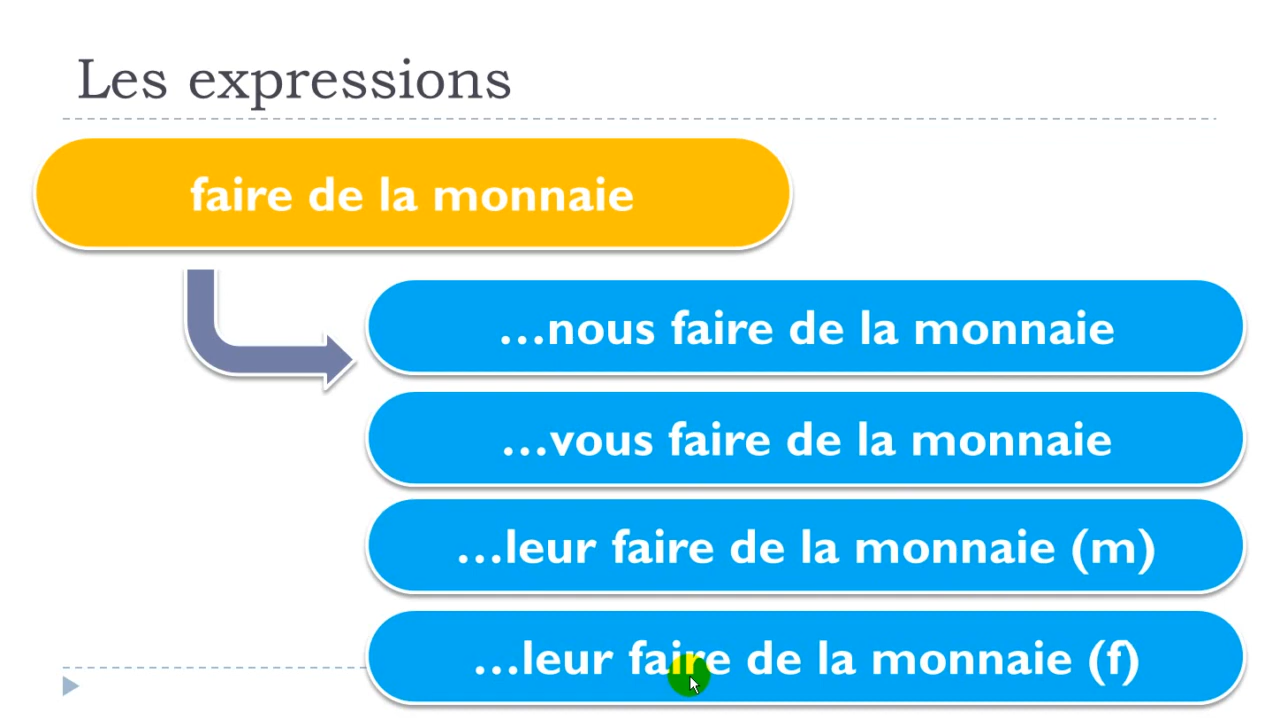 Les expressions
faire de la monnaie
...nous faire de la monnaie
...vous faire de la monnaie
...leur faire de la monnaie (m)
...leur faire de la monnaie (f)